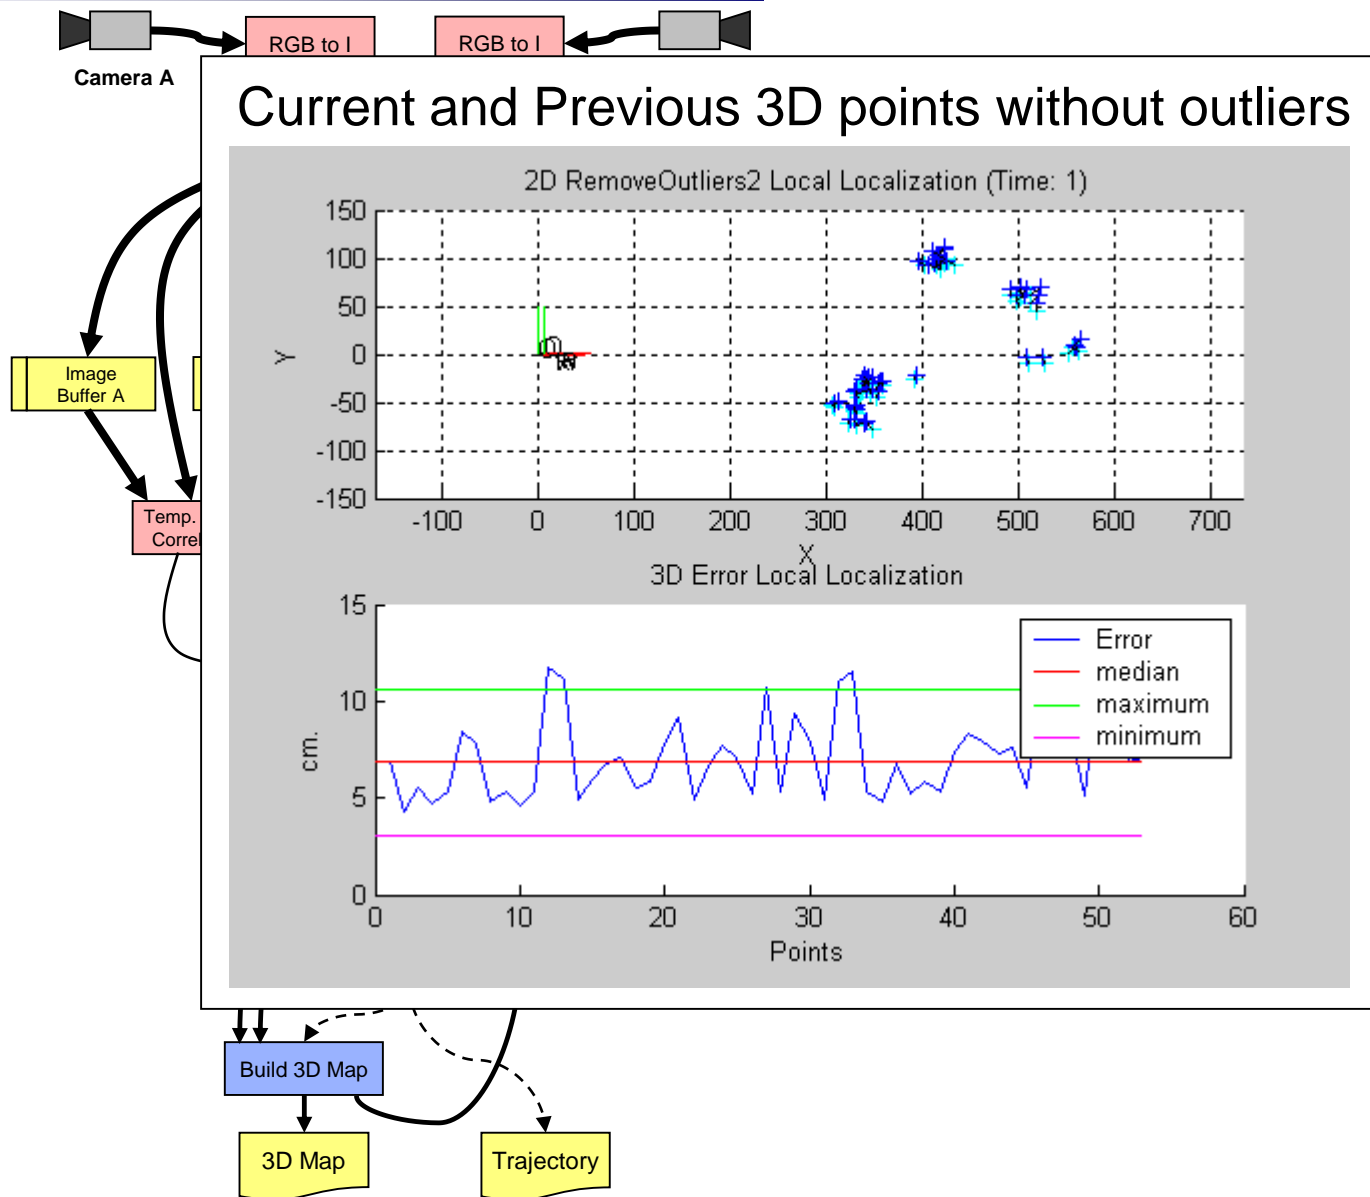 RGB to I
RGB to I
Camera A
Current and Previous 3D points without outliers
2D RemoveOutliers2 Local Localization (Time: 1)
150
100
50
0
-50
-100
-150
Y
-100 0 100 200 300 400 500 600 700
X
Image
Buffer A
Temp.
Correl
3D Error Local Localization
15
10
5
0
cm.
Error
median
maximum
minimum
0 10 20 30 40 50 60
Points
Build 3D Map
3D Map
Trajectory